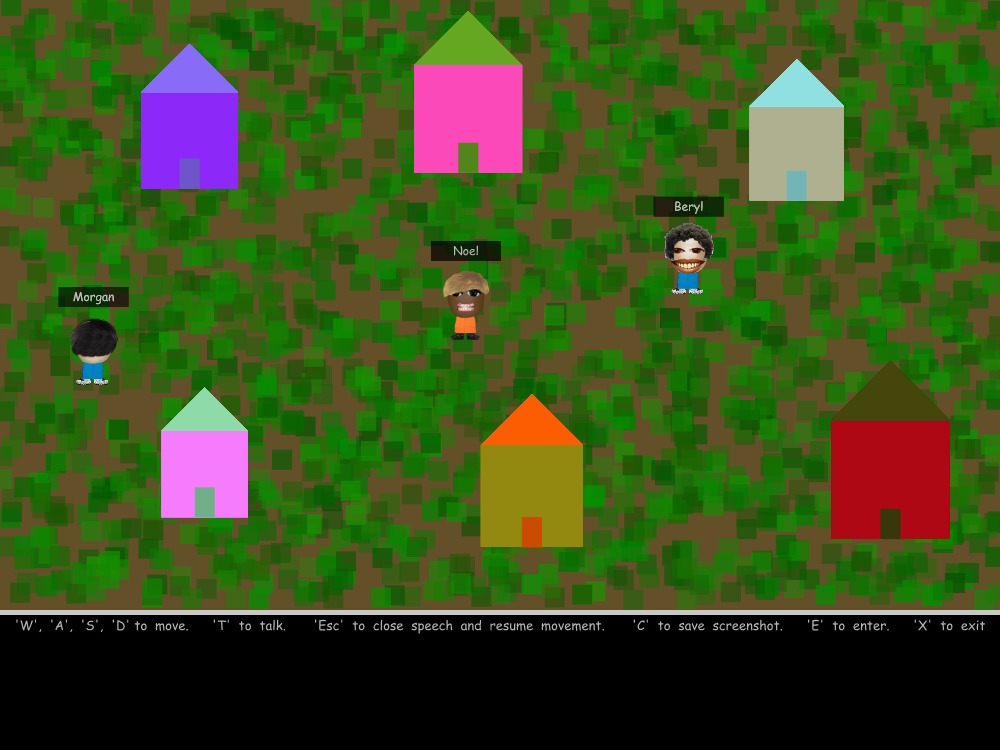 Beryl
Noel
Morgan
'W', 'A', 'S', 'D' to move. 'T' to talk. 'Esc' to close speech and resume movement. 'C' to save screenshot. 'E' to enter. 'X' to exit